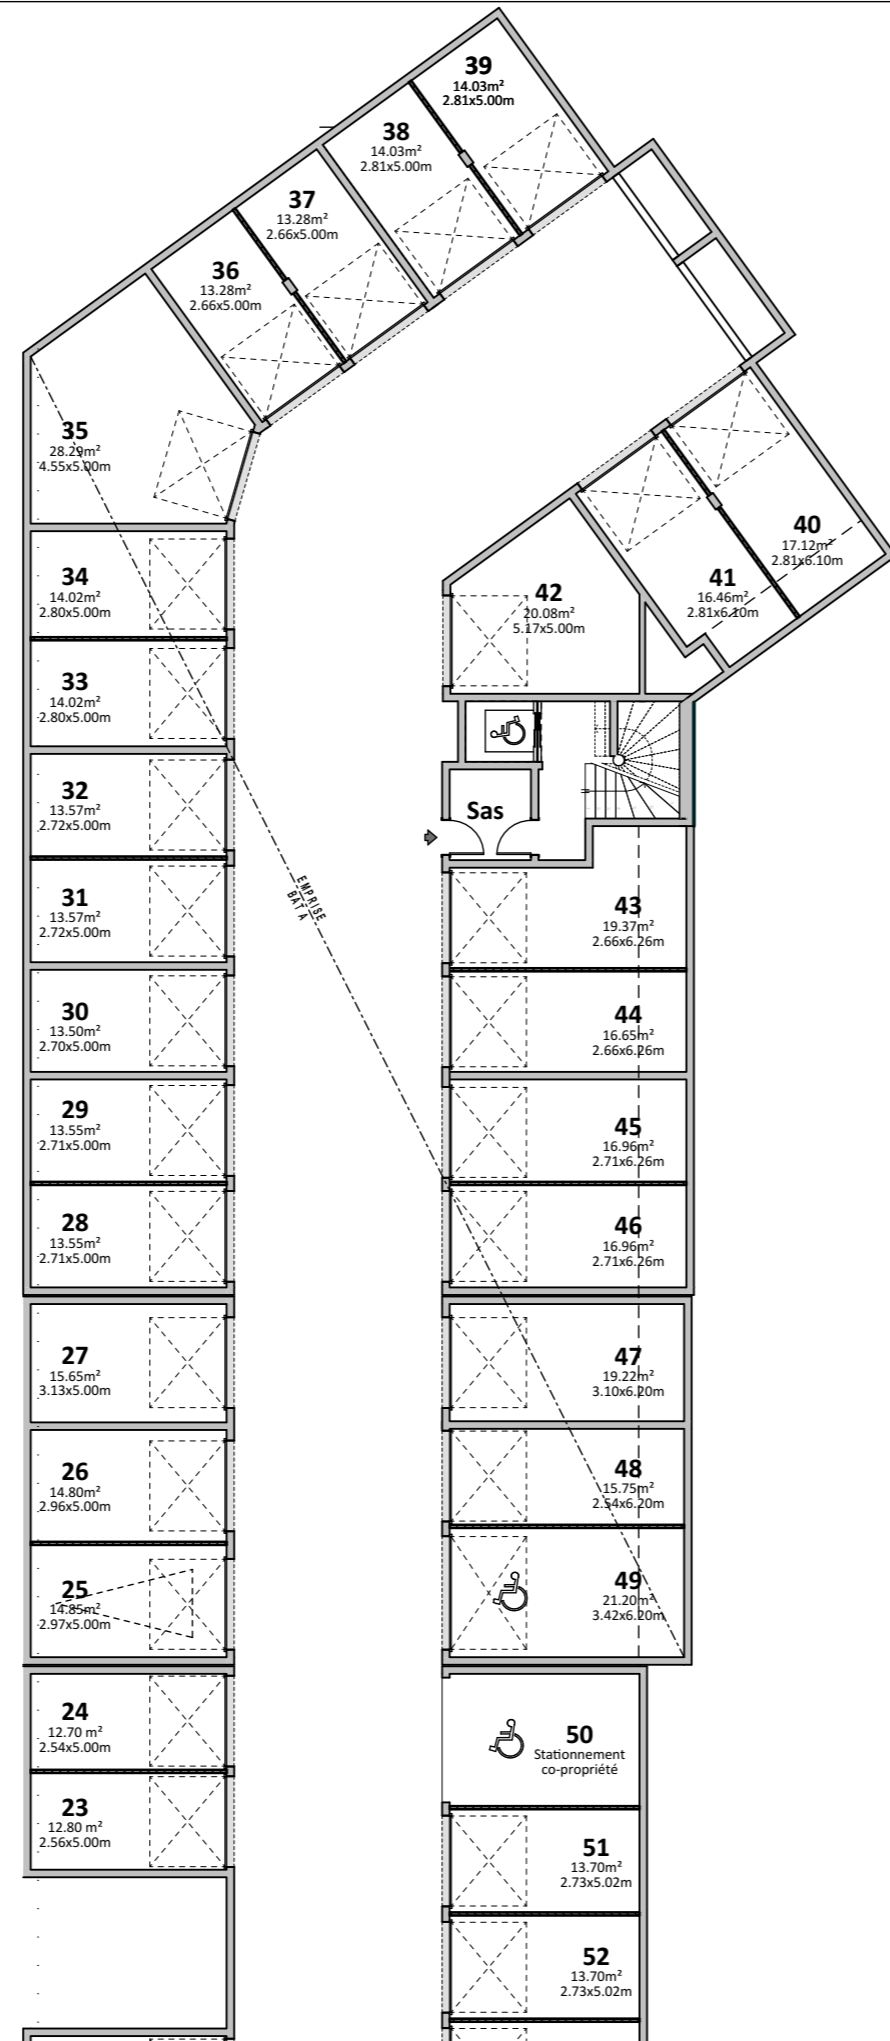 39
14.03m²
2.81x5.00m
38
14.03m²
2.81x5.00m
37
13.28m²
2.66x5.00m
36
13.28m²
2.66x5.00m
35
28.29m²
4.55x5.00m
34
14.02m²
2.80x5.00m
33
14.02m²
2.80x5.00m
32
13.57m²
2.72x5.00m
31
13.57m²
2.72x5.00m
30
13.50m²
2.70x5.00m
29
13.55m²
2.71x5.00m
28
13.55m²
2.71x5.00m
27
15.65m²
3.13x5.00m
26
14.80m²
2.96x5.00m
25
14.85m²
2.97x5.00m
24
12.70 m²
2.54x5.00m
23
12.80 m²
2.56x5.00m
EMPRISE
BAT A
40
17.12m²
2.81x6.10m
41
16.46m²
2.81x6.10m
42
20.08m²
5.17x5.00m
Sas
43
19.37m²
2.66x6.26m
44
16.65m²
2.66x6.26m
45
16.96m²
2.71x6.26m
46
16.96m²
2.71x6.26m
47
19.22m²
3.10x6.20m
48
15.75m²
2.54x6.20m
49
21.20m²
3.42x6.20m
50
Stationnement
co-propriété
51
13.70m²
2.73x5.02m
52
13.70m²
2.73x5.02m